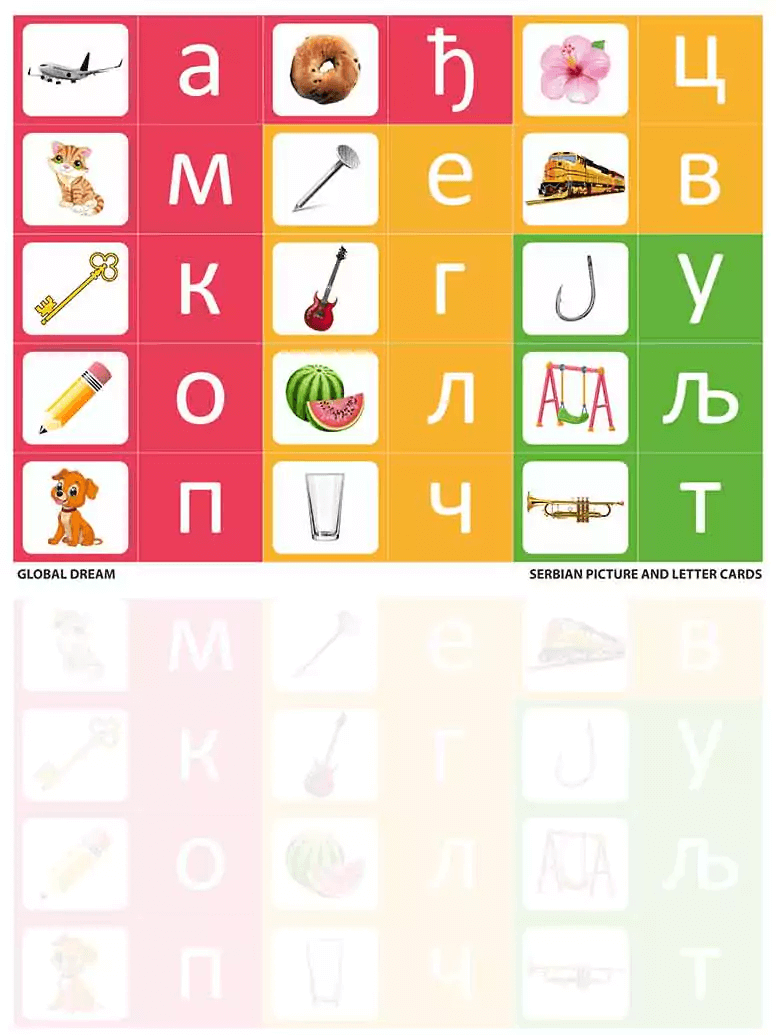 а ђ ц
м е в
к г у
о л љ
п ч т
GLOBAL DREAM SERBIAN PICTURE AND LETTER CARDS
м е в
к г у
о л љ
п ч т